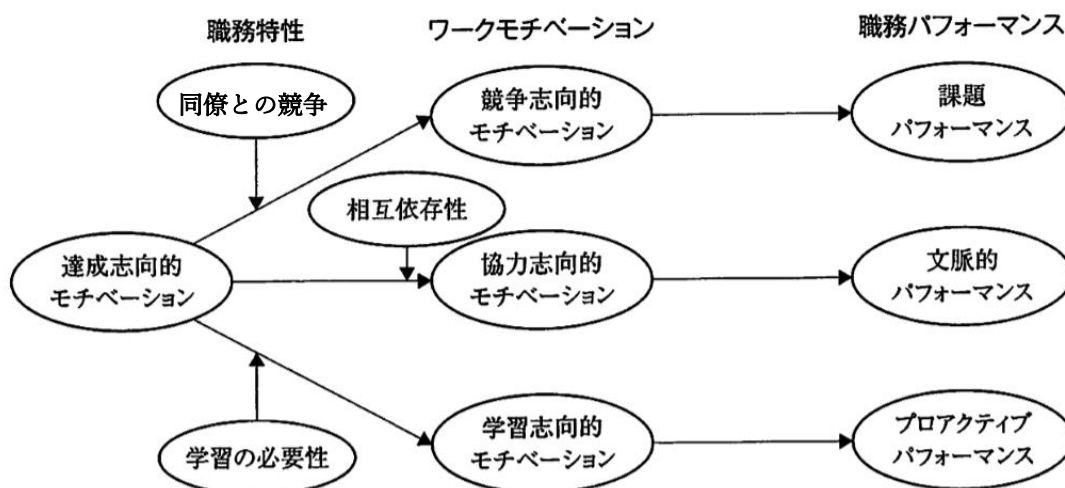 職務特性
ワークモチベーション
職務パフォーマンス
同僚との競争
競争志向的
モチベーション
課題
パフォーマンス
相互依存性
達成志向的
モチベーション
協力志向的
モチベーション
文脈的
パフォーマンス
学習の必要性
学習志向的
モチベーション
プロアクティブ
パフォーマンス